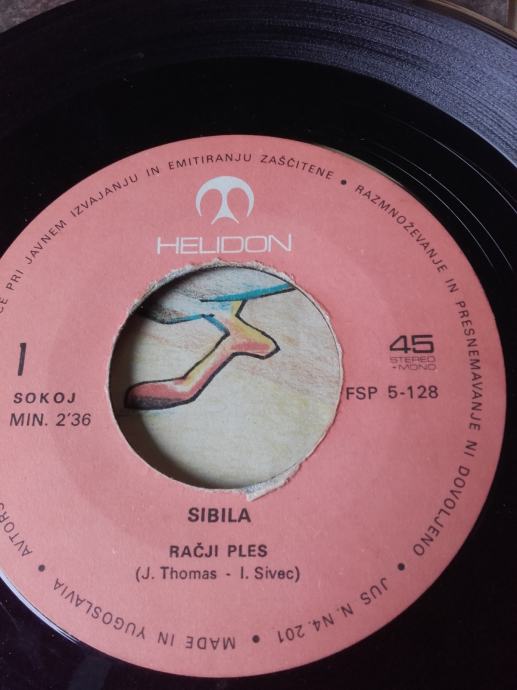 CE PRI JAVNEM IZVAJANJU IN EMITIRANJU ZAŠČITENE • RAZMNOŽEVANJE IN PRESNEMAVANJE NI DOVOLJENO • JUS N. N4. 201 • MADE IN YUGOSLAVIA • AVTORS
HELIDON
1
45
STEREO
+MONO
SOKOJ
FSP 5-128
MIN. 2'36
SIBILA
RAČJI PLES
(J. Thomas - I. Sivec)